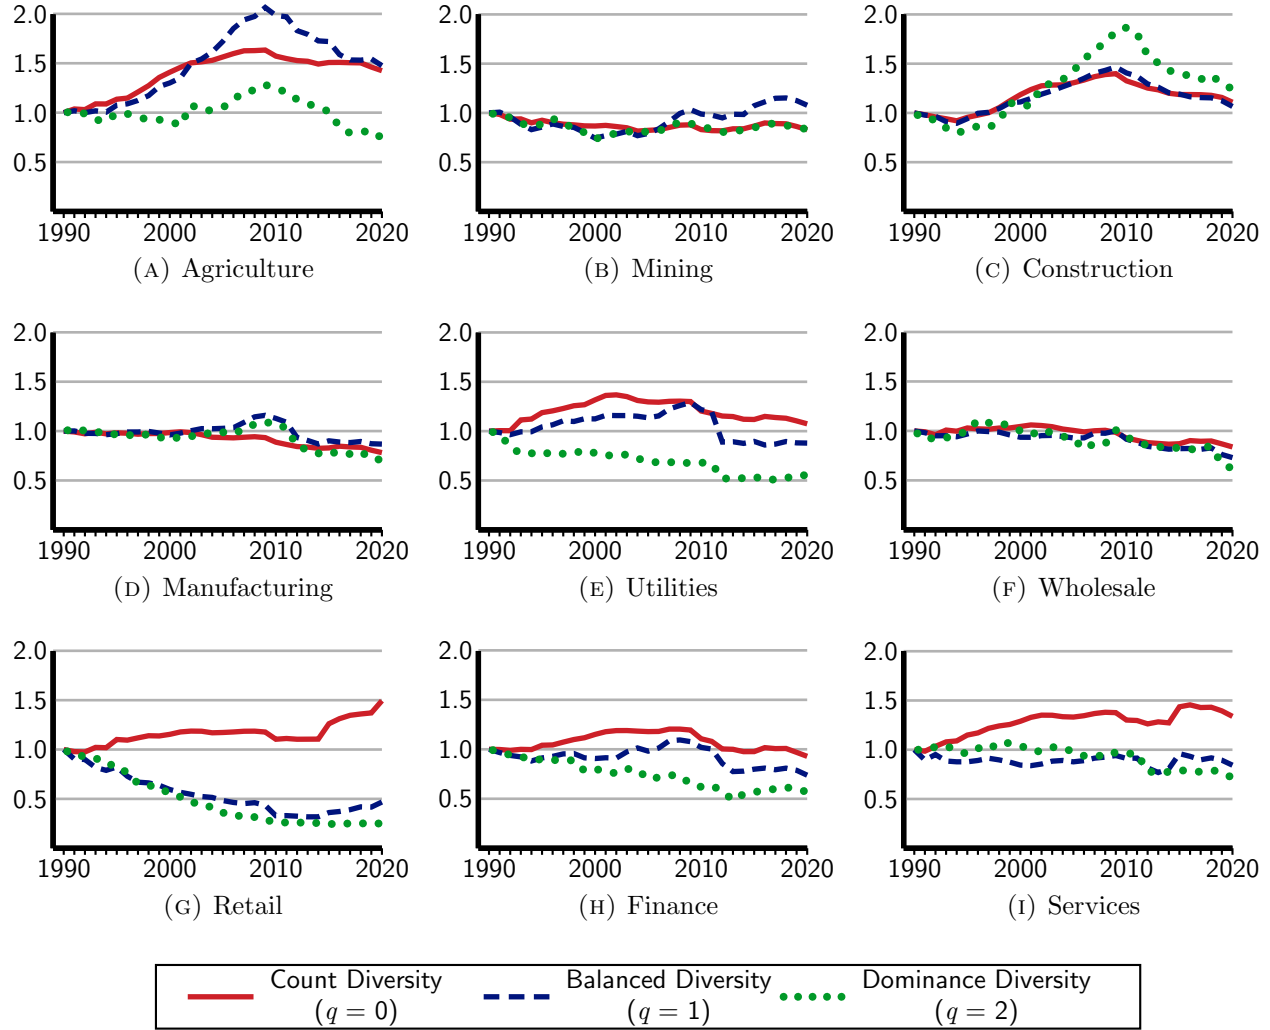 2.0
1.5
1.0
0.5
1990 2000 2010 2020
(A) Agriculture
2.0
1.5
1.0
0.5
1990 2000 2010 2020
(B) Mining
2.0
1.5
1.0
0.5
1990 2000 2010 2020
(C) Construction
2.0
1.5
1.0
0.5
1990 2000 2010 2020
(D) Manufacturing
2.0
1.5
1.0
0.5
1990 2000 2010 2020
(E) Utilities
2.0
1.5
1.0
0.5
1990 2000 2010 2020
(F) Wholesale
2.0
1.5
1.0
0.5
1990 2000 2010 2020
(G) Retail
2.0
1.5
1.0
0.5
1990 2000 2010 2020
(H) Finance
2.0
1.5
1.0
0.5
1990 2000 2010 2020
(I) Services
Count Diversity
(q = 0)
Balanced Diversity
(q = 1)
Dominance Diversity
(q = 2)